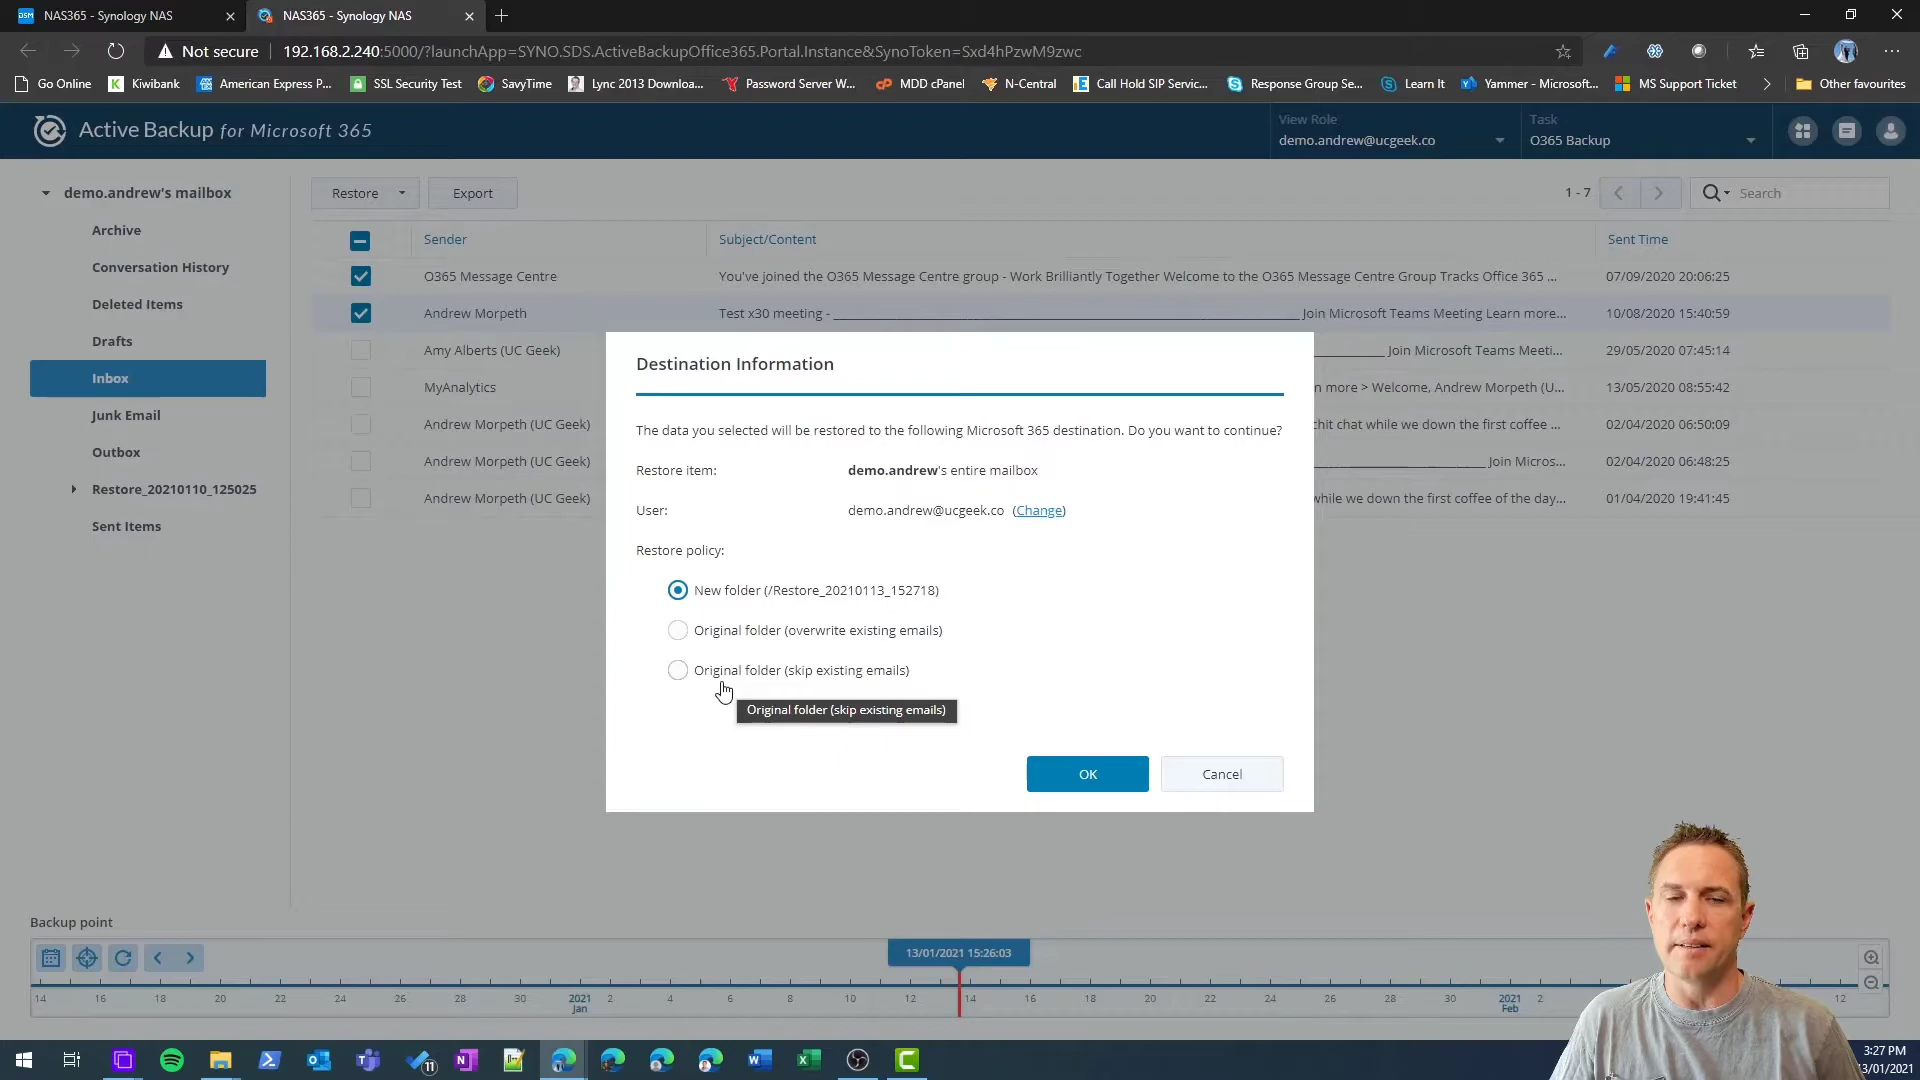 NAS365 - Synology NAS
NAS365 - Synology NAS
Not secure
192.168.2.240:5000/?launchApp=SYNO.SDS.ActiveBackupOffice365.Portal.Instance&SynoToken=Sxd4hPzwM9zwc
Go Online
Kiwibank
American Express P...
SSL Security Test
SavyTime
Lync 2013 Downloa...
Password Server W...
MDD cPanel
N-Central
Call Hold SIP Servic...
Response Group Se...
Learn It
Yammer - Microsoft...
MS Support Ticket
Other favourites
Active Backup for Microsoft 365
View Role
demo.andrew@ucgeek.co
Task
O365 Backup
demo.andrew's mailbox
Archive
Conversation History
Deleted Items
Drafts
Inbox
Junk Email
Outbox
Restore_20210110_125025
Sent Items
Restore
Export
1 - 7
Search
Sender
Subject/Content
Sent Time
O365 Message Centre
You've joined the O365 Message Centre group - Work Brilliantly Together Welcome to the O365 Message Centre Group Tracks Office 365 ...
07/09/2020 20:06:25
Andrew Morpeth
Test x30 meeting - ________________ Join Microsoft Teams Meeting Learn more...
10/08/2020 15:40:59
Amy Alberts (UC Geek)
Join Microsoft Teams Meeti...
29/05/2020 07:45:14
MyAnalytics
n more > Welcome, Andrew Morpeth (U...
13/05/2020 08:55:42
Andrew Morpeth (UC Geek)
chit chat while we down the first coffee ...
02/04/2020 06:50:09
Andrew Morpeth (UC Geek)
Join Micros...
02/04/2020 06:48:25
Andrew Morpeth (UC Geek)
while we down the first coffee of the day...
01/04/2020 19:41:45
Destination Information
The data you selected will be restored to the following Microsoft 365 destination. Do you want to continue?
Restore item:
demo.andrew's entire mailbox
User:
demo.andrew@ucgeek.co (Change)
Restore policy:
New folder (/Restore_20210113_152718)
Original folder (overwrite existing emails)
Original folder (skip existing emails)
Original folder (skip existing emails)
OK
Cancel
Backup point
13/01/2021 15:26:03
14 16 18 20 22 24 26 28 30 2021 Jan 2 4 6 8 10 12 14 16 18 20 22 24 26 28 30 2021 Feb 2 12
11
3:27 PM
3/01/2021